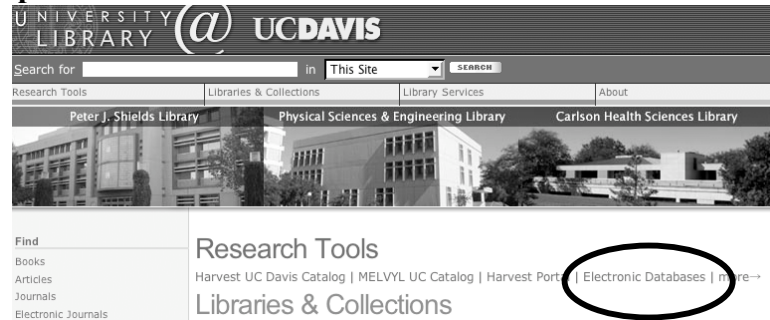 UNIVERSITY
LIBRARY @ UCDAVIS
Search for in This Site SEARCH
Research Tools Libraries & Collections Library Services About
Peter J. Shields Library Physical Sciences & Engineering Library Carlson Health Sciences Library
Find
Books
Articles
Journals
Electronic Journals
Research Tools
Harvest UC Davis Catalog | MELVYL UC Catalog | Harvest Portal | Electronic Databases | more→
Libraries & Collections